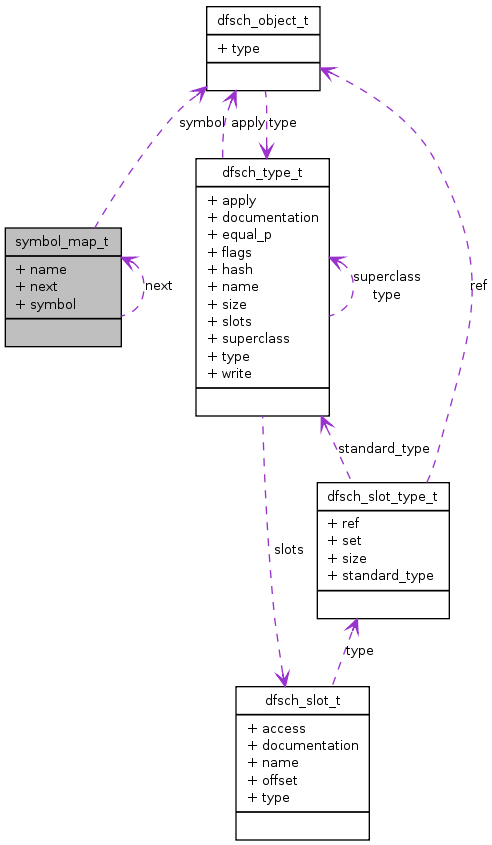 dfsch_object_t
+ type
symbol
apply
type
dfsch_type_t
+ apply
+ documentation
+ equal_p
+ flags
+ hash
+ name
+ size
+ slots
+ superclass
+ type
+ write
symbol_map_t
+ name
+ next
+ symbol
next
superclass
type
ref
standard_type
dfsch_slot_type_t
+ ref
+ set
+ size
+ standard_type
slots
type
dfsch_slot_t
+ access
+ documentation
+ name
+ offset
+ type